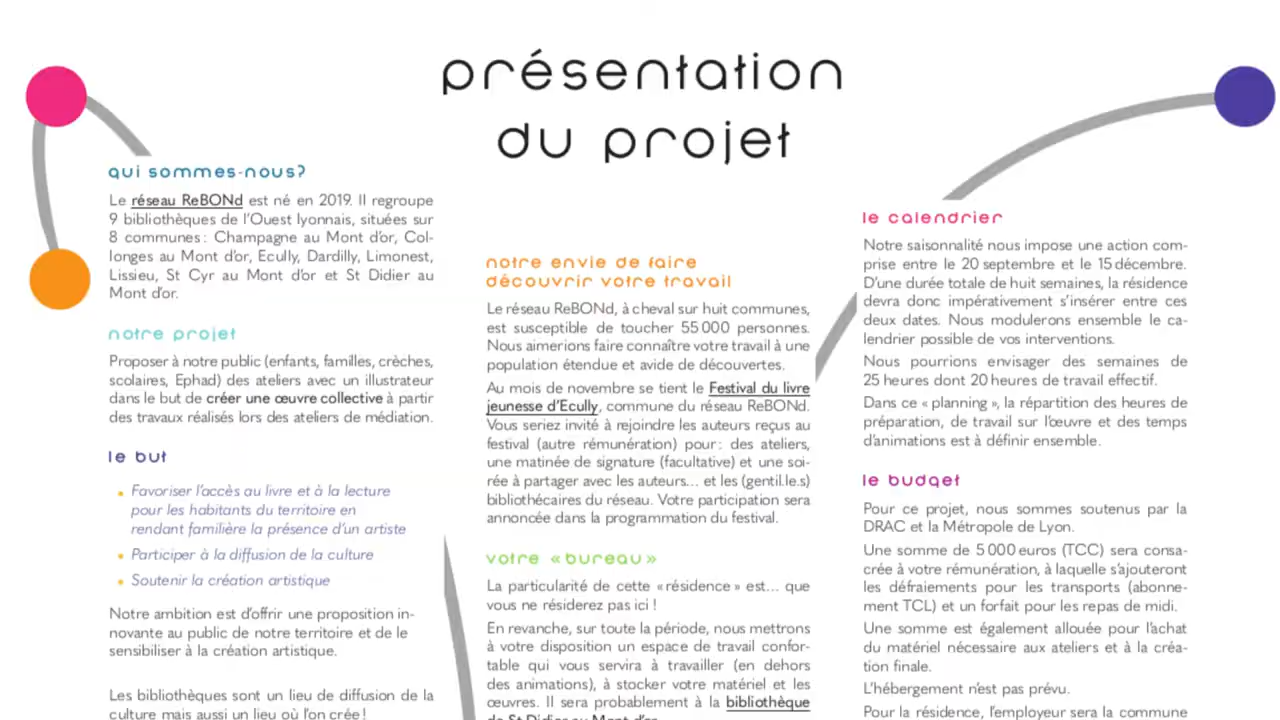 présentation
du projet
qui sommes-nous?
Le réseau ReBONd est né en 2019. Il regroupe
9 bibliothèques de l'Ouest lyonnais, situées sur
8 communes : Champagne au Mont d'or, Col-
longes au Mont d'or, Ecully, Dardilly, Limonest,
Lissieu, St Cyr au Mont d'or et St Didier au
Mont d'or.
notre projet
Proposer à notre public (enfants, familles, crèches,
scolaires, Ephad) des ateliers avec un illustrateur
dans le but de créer une œuvre collective à partir
des travaux réalisés lors des ateliers de médiation.
le but
• Favoriser l'accès au livre et à la lecture
pour les habitants du territoire en
rendant familière la présence d'un artiste
• Participer à la diffusion de la culture
• Soutenir la création artistique
Notre ambition est d'offrir une proposition in-
novante au public de notre territoire et de le
sensibiliser à la création artistique.
Les bibliothèques sont un lieu de diffusion de la
culture mais aussi un lieu où l'on crée !
notre envie de faire
découvrir votre travail
Le réseau ReBONd, à cheval sur huit communes,
est susceptible de toucher 55 000 personnes.
Nous aimerions faire connaître votre travail à une
population étendue et avide de découvertes.
Au mois de novembre se tient le Festival du livre
jeunesse d'Ecully, commune du réseau ReBONd.
Vous seriez invité à rejoindre les auteurs reçus au
festival (autre rémunération) pour : des ateliers,
une matinée de signature (facultative) et une soi-
rée à partager avec les auteurs... et les (gentil.le.s)
bibliothécaires du réseau. Votre participation sera
annoncée dans la programmation du festival.
votre « bureau »
La particularité de cette « résidence » est... que
vous ne résiderez pas ici !
En revanche, sur toute la période, nous mettrons
à votre disposition un espace de travail confor-
table qui vous servira à travailler (en dehors
des animations), à stocker votre matériel et les
œuvres. Il sera probablement à la bibliothèque
de St Didier au Mont d'or
le calendrier
Notre saisonnalité nous impose une action com-
prise entre le 20 septembre et le 15 décembre.
D'une durée totale de huit semaines, la résidence
devra donc impérativement s'insérer entre ces
deux dates. Nous modulerons ensemble le ca-
lendrier possible de vos interventions.
Nous pourrions envisager des semaines de
25 heures dont 20 heures de travail effectif.
Dans ce « planning », la répartition des heures de
préparation, de travail sur l'œuvre et des temps
d'animations est à définir ensemble.
le budget
Pour ce projet, nous sommes soutenus par la
DRAC et la Métropole de Lyon.
Une somme de 5 000 euros (TCC) sera consa-
crée à votre rémunération, à laquelle s'ajouteront
les défraiements pour les transports (abonne-
ment TCL) et un forfait pour les repas de midi.
Une somme est également allouée pour l'achat
du matériel nécessaire aux ateliers et à la créa-
tion finale.
L'hébergement n'est pas prévu.
Pour la résidence, l'employeur sera la commune